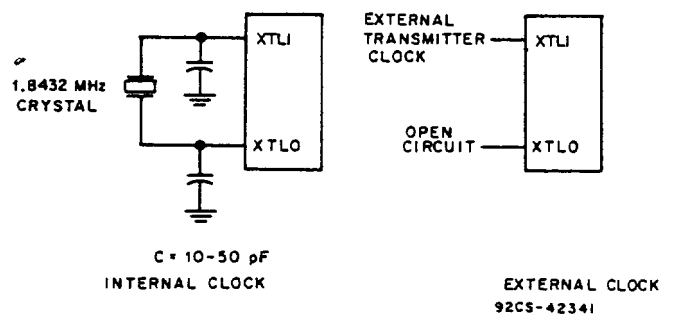 XTLI
1.8432 MHz
CRYSTAL
XTLO
C = 10-50 pF
INTERNAL CLOCK
EXTERNAL
TRANSMITTER
CLOCK
XTLI
OPEN
CIRCUIT
XTLO
EXTERNAL CLOCK
92CS-42341